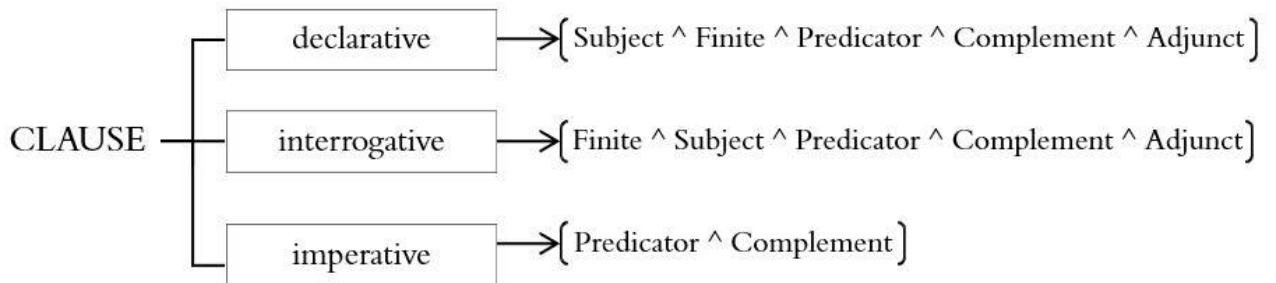 declarative [Subject ^ Finite ^ Predicator ^ Complement ^ Adjunct]
CLAUSE interrogative [Finite ^ Subject ^ Predicator ^ Complement ^ Adjunct]
imperative [Predicator ^ Complement]